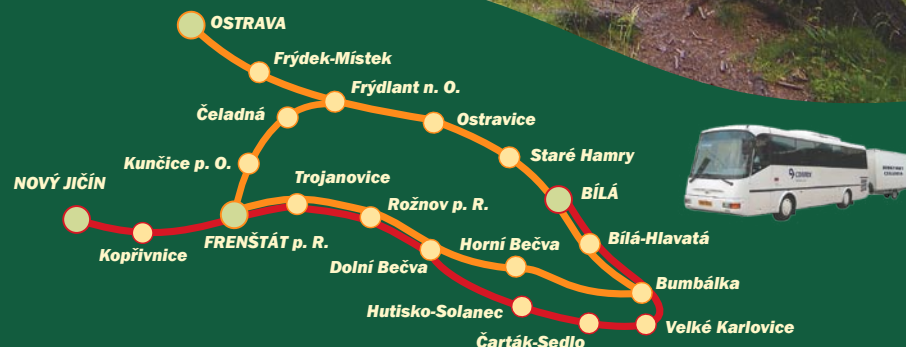 OSTRAVA
Frýdek-Místek
Frýdlant n. O.
Čeladná
Ostravice
Kunčice p. O.
Staré Hamry
Trojanovice
NOVÝ JIČÍN
BÍLÁ
Rožnov p. R.
Kopřivnice
FRENŠTÁT p. R.
Horní Bečva
Bílá-Hlavatá
Dolní Bečva
Bumbálka
Hutisko-Solanec
Velké Karlovice
Čarták-Sedlo